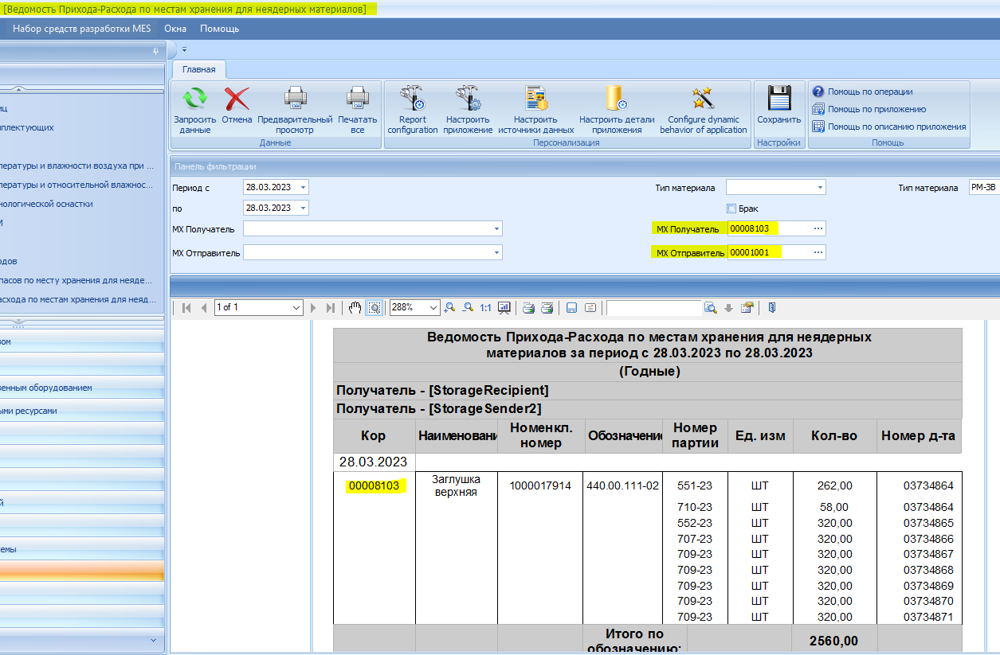 [Ведомость Прихода-Расхода по местам хранения для неядерных материалов]
Набор средств разработки MES Окна Помощь
Главная
Запросить данные
Отмена
Предварительный просмотр
Печатать все
Данные
Report configuration
Настроить приложение
Настроить источники данных
Настроить детали приложения
Configure dynamic behavior of application
Персонализация
Сохранить
Настройки
Помощь по операции
Помощь по приложению
Помощь по описанию приложения
Помощь
иц
плектующих
пературы и влажности воздуха при ...
пературы и относительной влажнос...
нологической оснастки
М
одов
пасов по месту хранения для неяде...
асхода по местам хранения для неяд...
ом
венным оборудованием
ыми ресурсами
й
емы
Панель фильтрации
Период с 28.03.2023 Тип материала Тип материала РМ-ЗВ
по 28.03.2023 Брак
МХ Получатель МХ Получатель 00008103 ...
МХ Отправитель МХ Отправитель 00001001 ...
1 of 1 288% 1:1
Ведомость Прихода-Расхода по местам хранения для неядерных
материалов за период с 28.03.2023 по 28.03.2023
(Годные)
Получатель - [StorageRecipient]
Получатель - [StorageSender2]
Кор Наименовани Номенкл. номер Обозначение Номер партии Ед. изм Кол-во Номер д-та
28.03.2023
00008103 Заглушка верхняя 1000017914 440.00.111-02 551-23 ШТ 262,00 03734864
710-23 ШТ 58,00 03734864
552-23 ШТ 320,00 03734865
707-23 ШТ 320,00 03734866
709-23 ШТ 320,00 03734867
709-23 ШТ 320,00 03734868
709-23 ШТ 320,00 03734869
709-23 ШТ 320,00 03734870
709-23 ШТ 320,00 03734871
Итого по обозначению: 2560,00